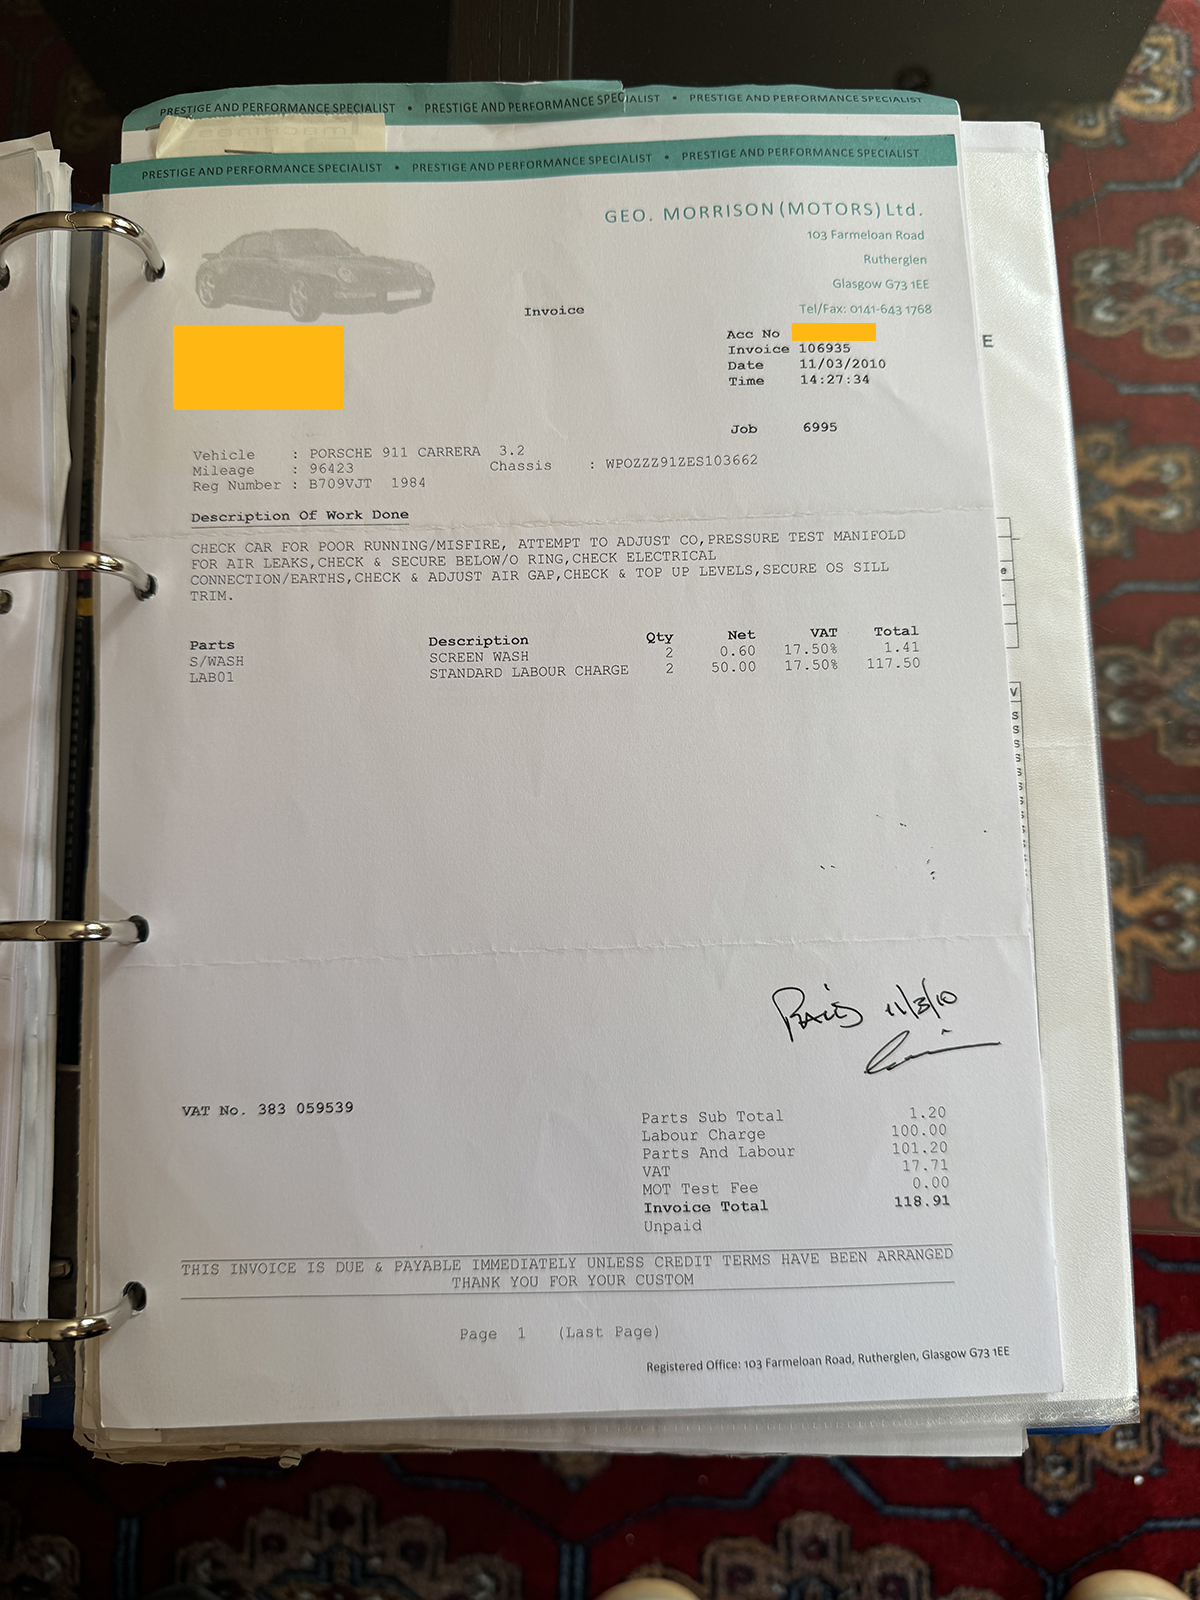 PRESTIGE AND PERFORMANCE SPECIALIST • PRESTIGE AND PERFORMANCE SPECIALIST • PRESTIGE AND PERFORMANCE SPECIALIST
PRESTIGE AND PERFORMANCE SPECIALIST • PRESTIGE AND PERFORMANCE SPECIALIST • PRESTIGE AND PERFORMANCE SPECIALIST
GEO. MORRISON (MOTORS) Ltd.
103 Farmeloan Road
Rutherglen
Glasgow G73 1EE
Tel/Fax: 0141-643 1768
Invoice
Acc No
Invoice 106935
Date 11/03/2010
Time 14:27:34
Job 6995
Vehicle : PORSCHE 911 CARRERA 3.2
Mileage : 96423 Chassis : WPOZZZ91ZES103662
Reg Number : B709VJT 1984
Description Of Work Done
CHECK CAR FOR POOR RUNNING/MISFIRE, ATTEMPT TO ADJUST CO,PRESSURE TEST MANIFOLD
FOR AIR LEAKS,CHECK & SECURE BELOW/O RING,CHECK ELECTRICAL
CONNECTION/EARTHS,CHECK & ADJUST AIR GAP,CHECK & TOP UP LEVELS,SECURE OS SILL
TRIM.
Parts Description Qty Net VAT Total
S/WASH SCREEN WASH 2 0.60 17.50% 1.41
LAB01 STANDARD LABOUR CHARGE 2 50.00 17.50% 117.50
11/3/10
VAT No. 383 059539
Parts Sub Total 1.20
Labour Charge 100.00
Parts And Labour 101.20
VAT 17.71
MOT Test Fee 0.00
Invoice Total 118.91
Unpaid
THIS INVOICE IS DUE & PAYABLE IMMEDIATELY UNLESS CREDIT TERMS HAVE BEEN ARRANGED
THANK YOU FOR YOUR CUSTOM
Page 1 (Last Page)
Registered Office: 103 Farmeloan Road, Rutherglen, Glasgow G73 1EE